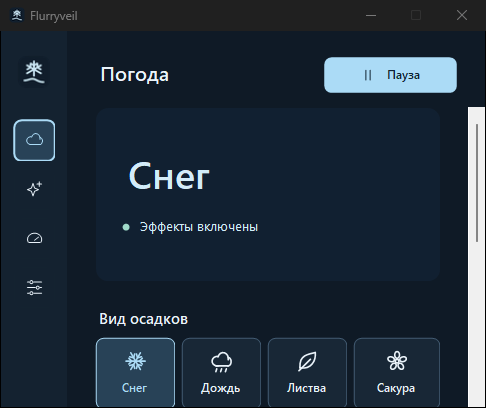 Flurryveil
Погода
Пауза
Снег
Эффекты включены
Вид осадков
Снег
Дождь
Листва
Сакура